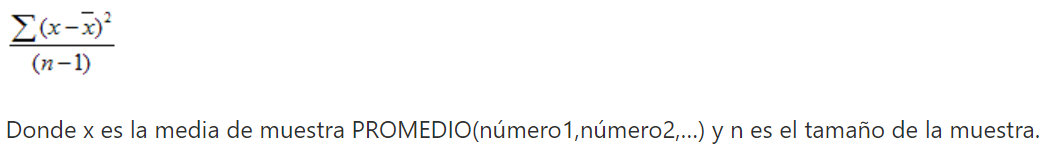 ∑(x−x̅)²
(n−1)
Donde x es la media de muestra PROMEDIO(número1,número2,...) y n es el tamaño de la muestra.